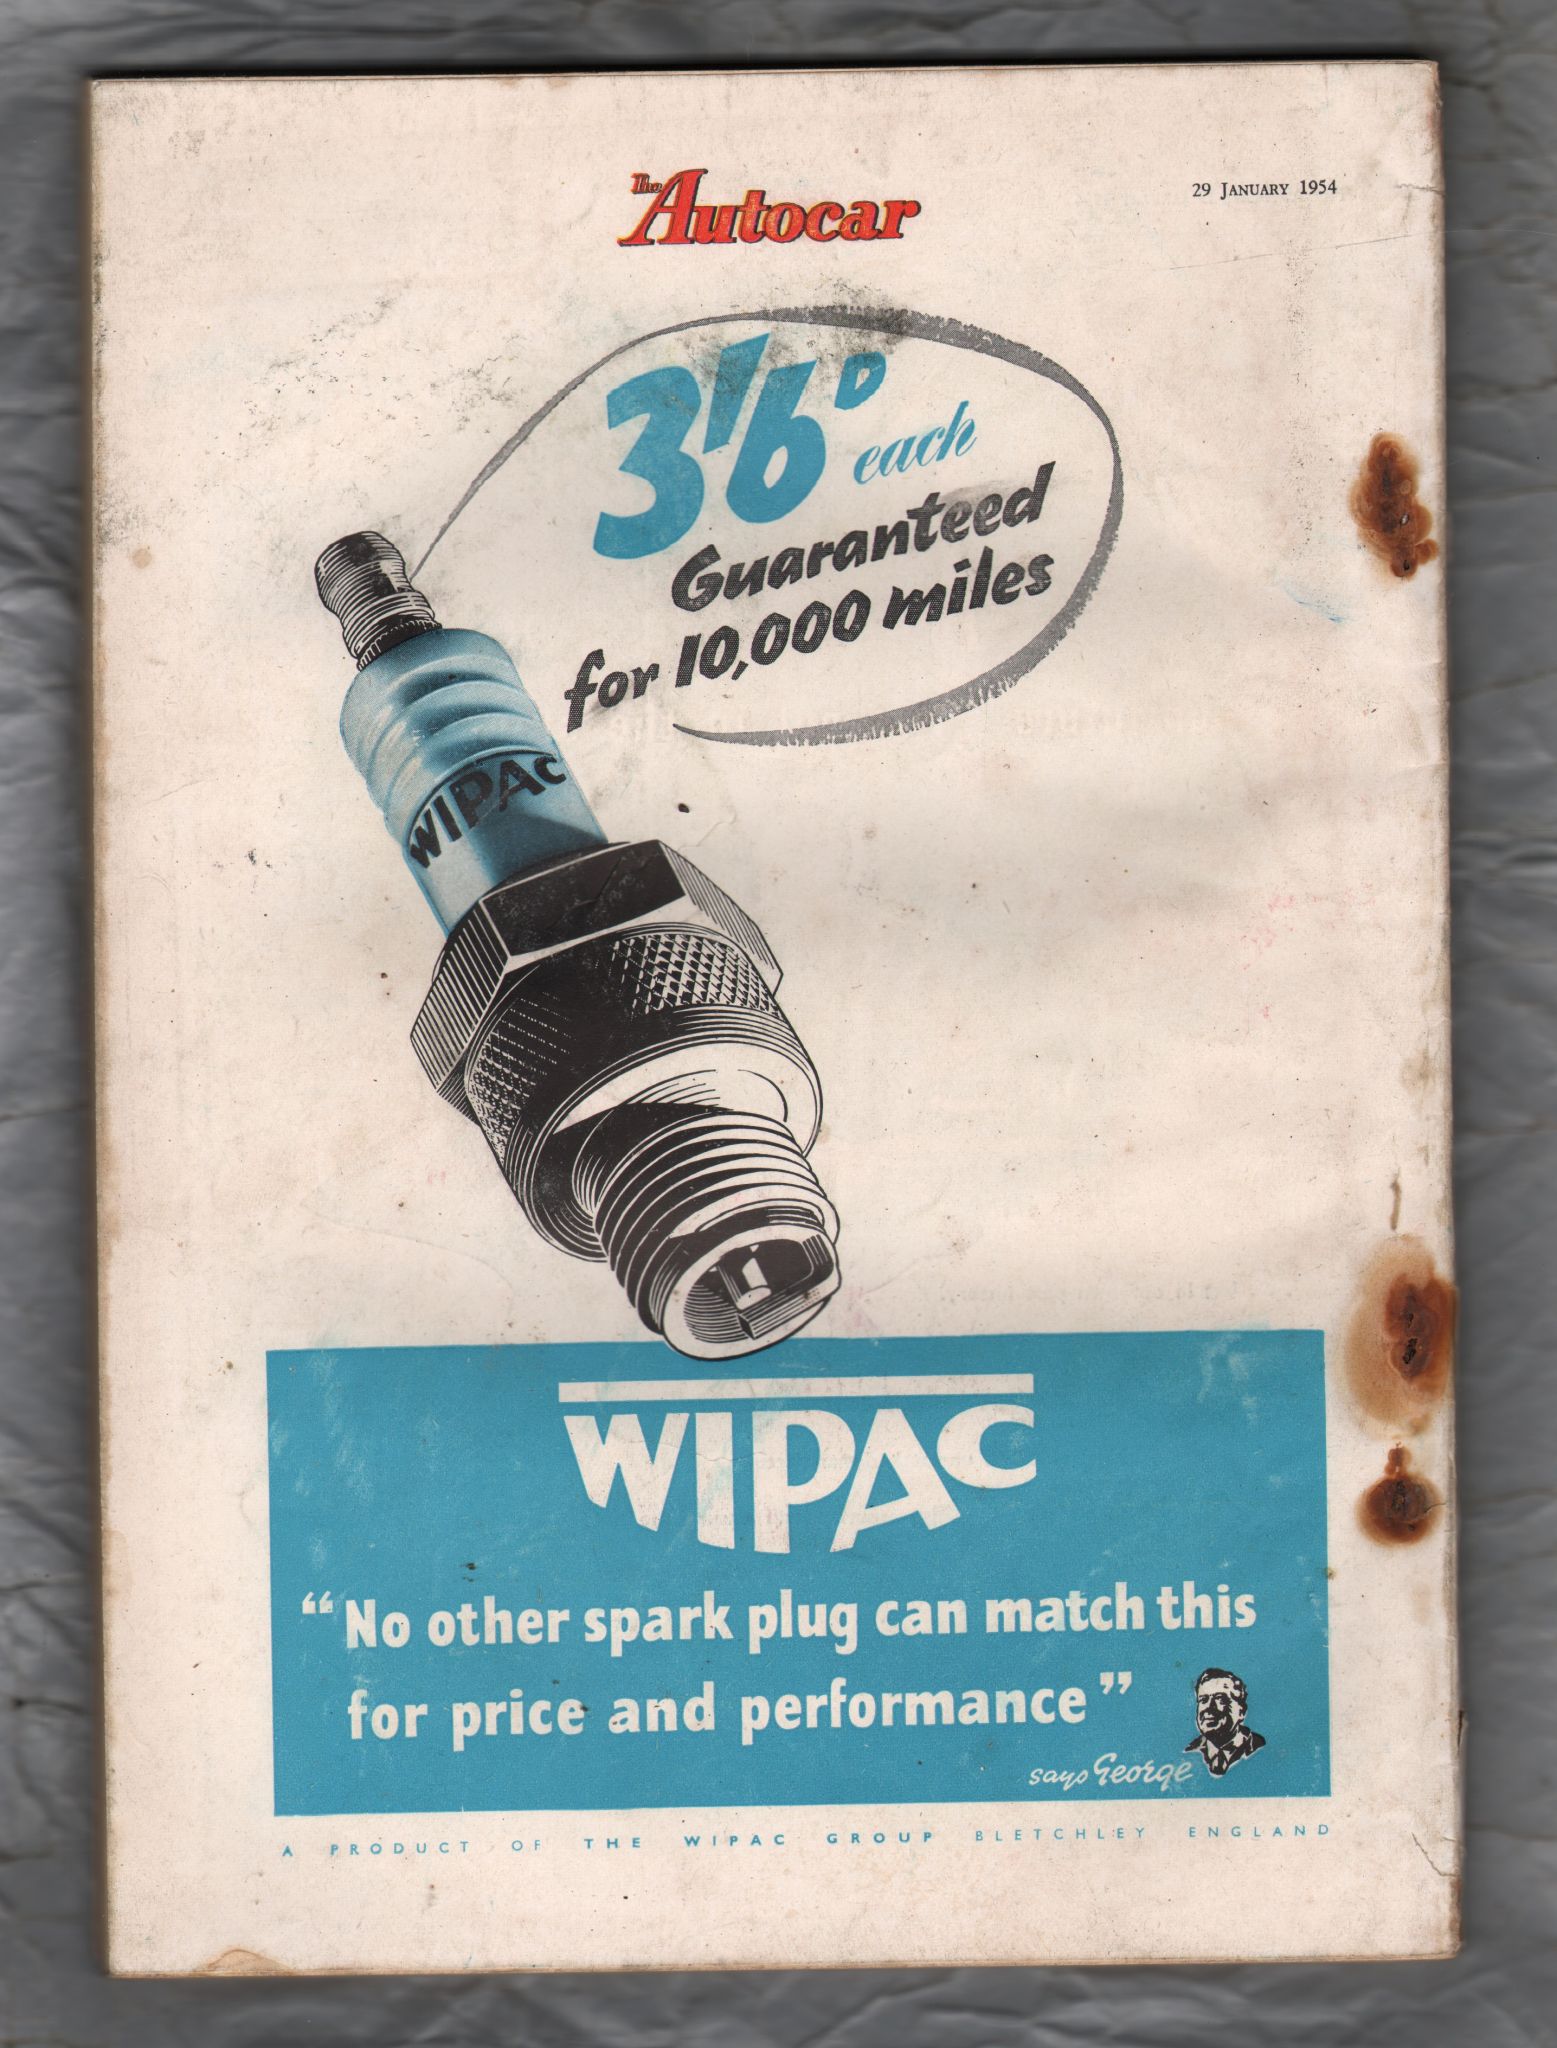 The Autocar
29 JANUARY 1954
3'6D each
Guaranteed
for 10,000 miles
WIPAC
WIPAC
“No other spark plug can match this
for price and performance”
says George
A PRODUCT OF THE WIPAC GROUP BLETCHLEY ENGLAND